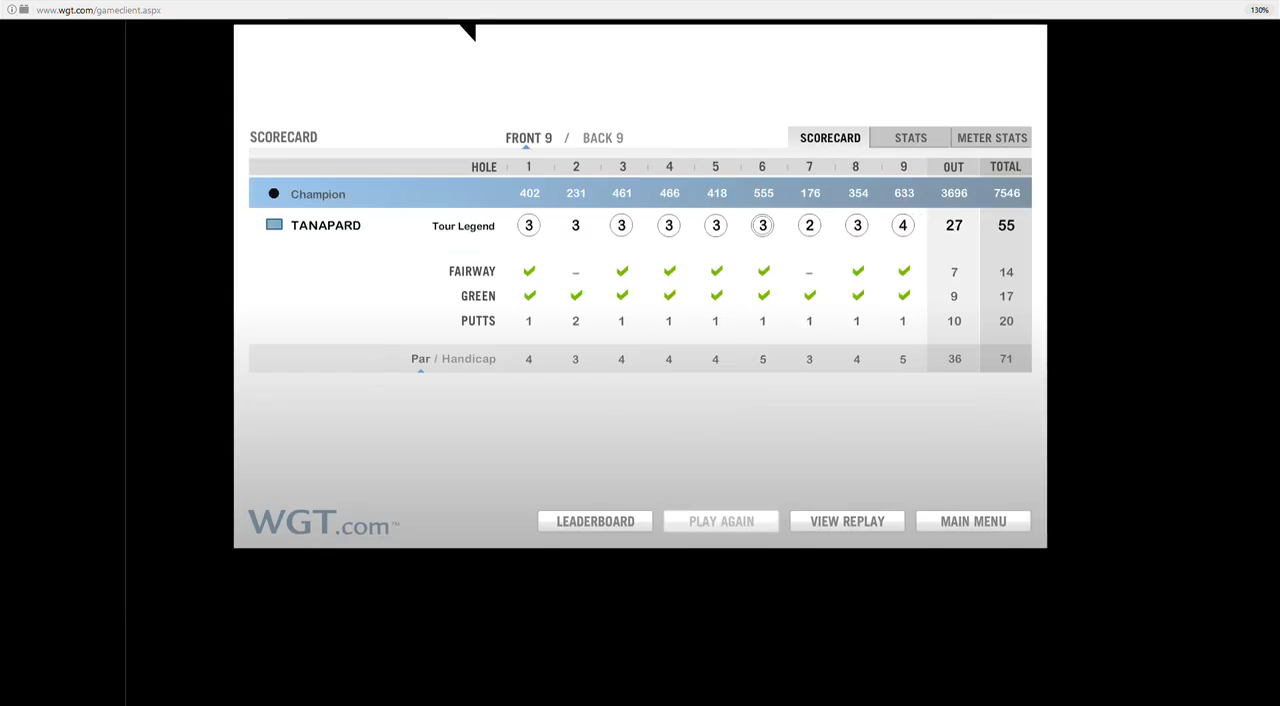 www.wgt.com/gameclient.aspx 130%
SCORECARD FRONT 9 / BACK 9 SCORECARD STATS METER STATS
HOLE 1 2 3 4 5 6 7 8 9 OUT TOTAL
Champion 402 231 461 466 418 555 176 354 633 3696 7546
TANAPARD Tour Legend 3 3 3 3 3 3 2 3 4 27 55
FAIRWAY – – 7 14
GREEN 9 17
PUTTS 1 2 1 1 1 1 1 1 1 10 20
Par / Handicap 4 3 4 4 4 5 3 4 5 36 71
WGT.com™ LEADERBOARD PLAY AGAIN VIEW REPLAY MAIN MENU